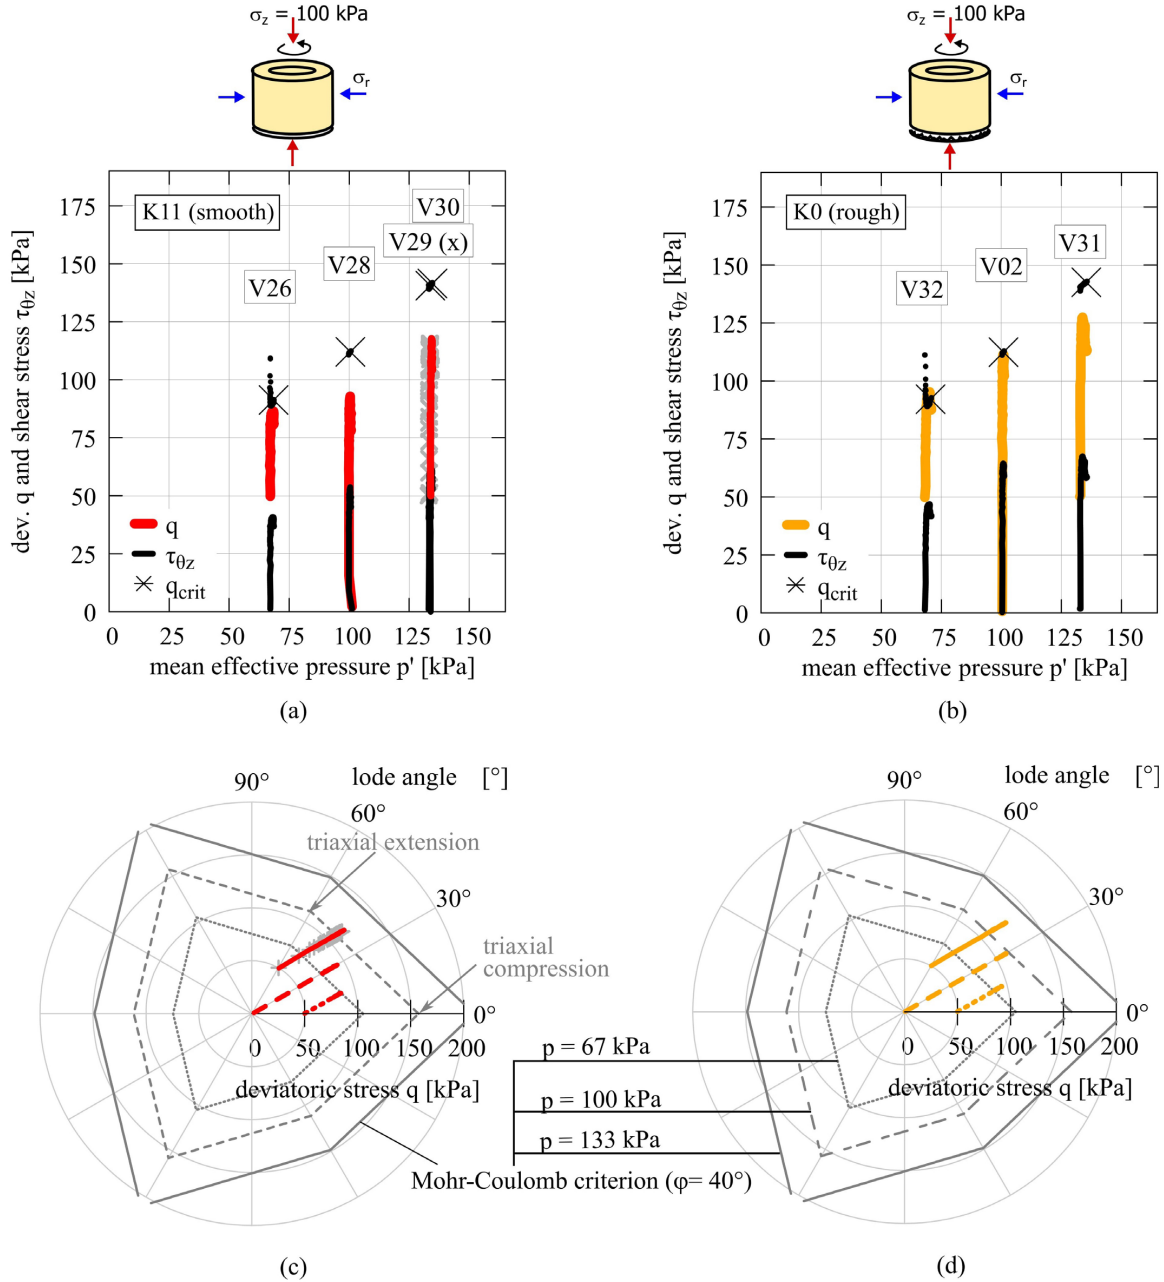 σz = 100 kPa
σr
K11 (smooth)
V26
V28
V30
V29 (x)
dev. q and shear stress τθz [kPa]
175
150
125
100
75
50
25
0
q
τθz
qcrit
0 25 50 75 100 125 150
mean effective pressure p' [kPa]
(a)
σz = 100 kPa
σr
K0 (rough)
V32
V02
V31
dev. q and shear stress τθz [kPa]
175
150
125
100
75
50
25
0
q
τθz
qcrit
0 25 50 75 100 125 150
mean effective pressure p' [kPa]
(b)
90°
lode angle [°]
60°
triaxial extension
30°
triaxial
compression
0°
0 50 100 150 200
deviatoric stress q [kPa]
(c)
90°
lode angle [°]
60°
30°
0°
0 50 100 150 200
deviatoric stress q [kPa]
p = 67 kPa
p = 100 kPa
p = 133 kPa
Mohr-Coulomb criterion (φ= 40°)
(d)